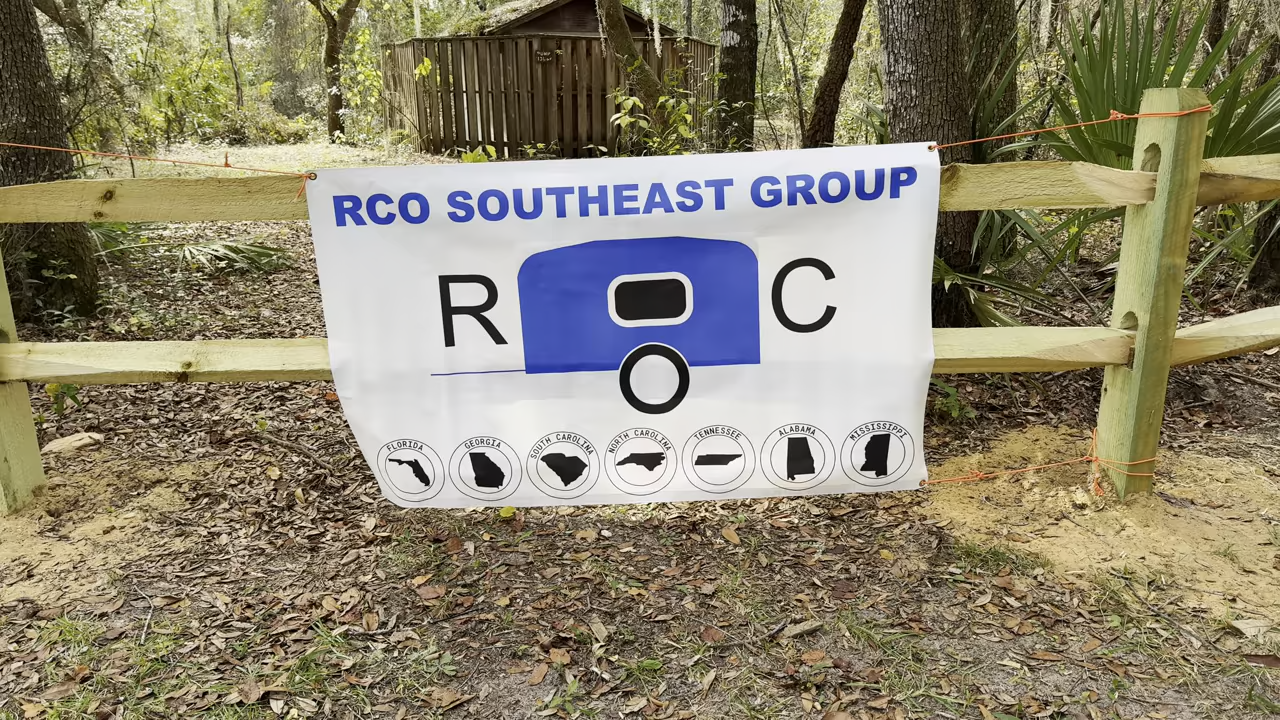 RCO SOUTHEAST GROUP
R O C
FLORIDA
GEORGIA
SOUTH CAROLINA
NORTH CAROLINA
TENNESSEE
ALABAMA
MISSISSIPPI